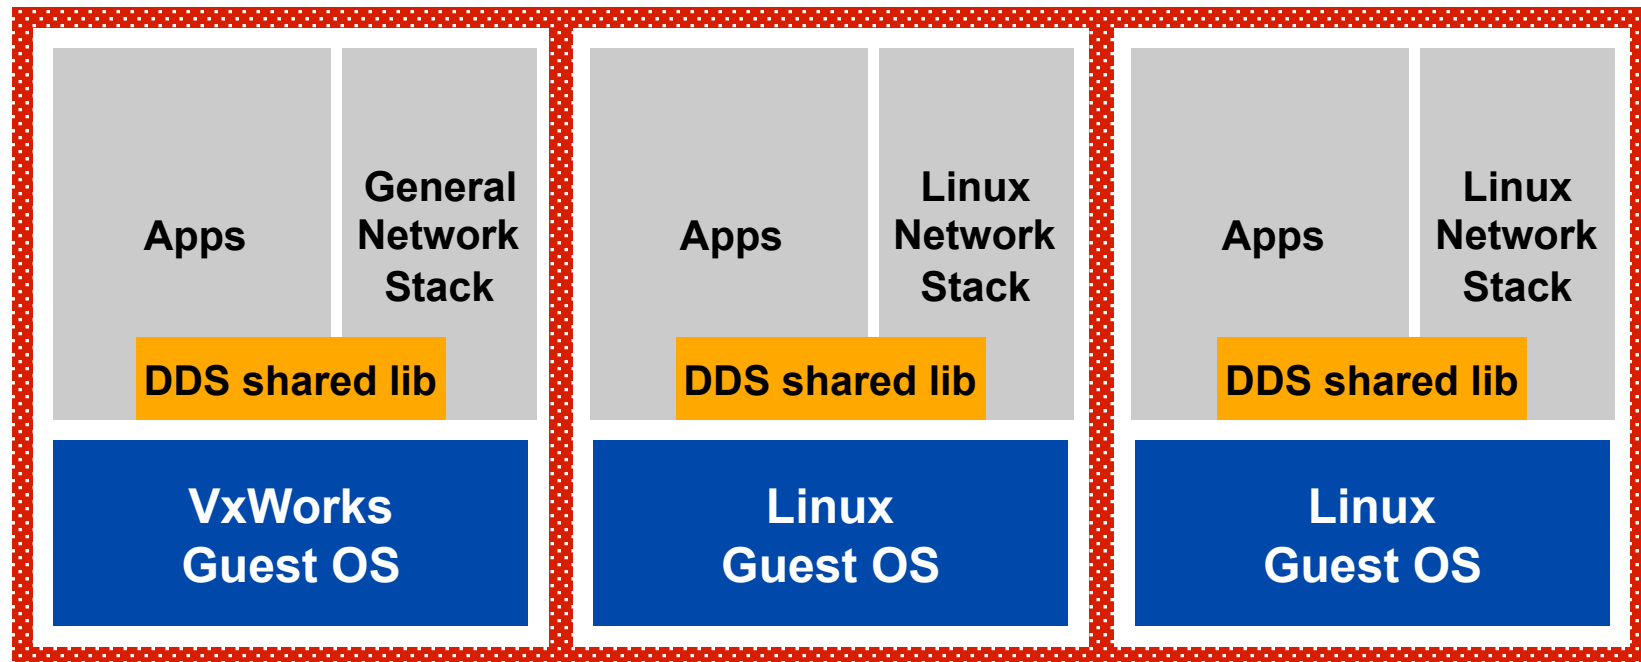 Apps
General
Network
Stack
DDS shared lib
VxWorks
Guest OS
Apps
Linux
Network
Stack
DDS shared lib
Linux
Guest OS
Apps
Linux
Network
Stack
DDS shared lib
Linux
Guest OS